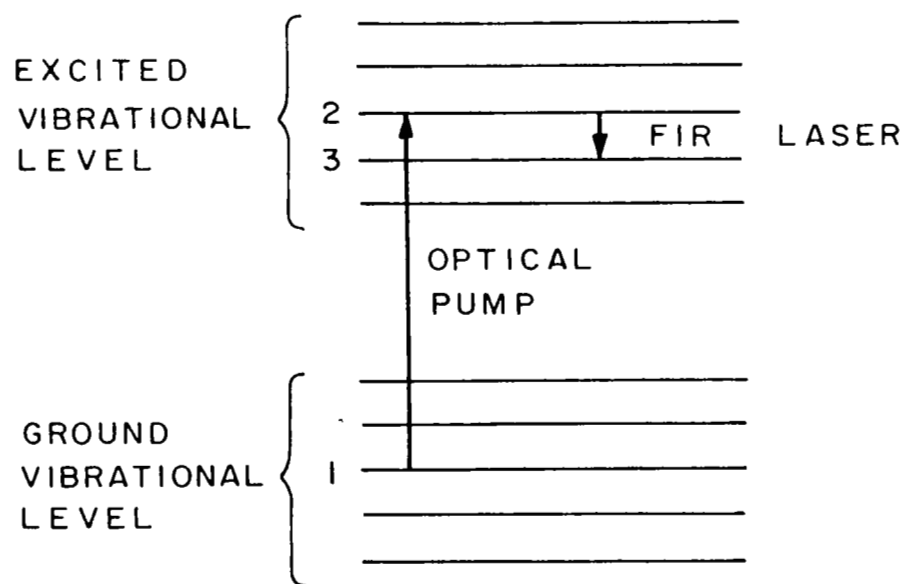 EXCITED
VIBRATIONAL
LEVEL
2
3
FIR LASER
OPTICAL
PUMP
GROUND
VIBRATIONAL
LEVEL
1